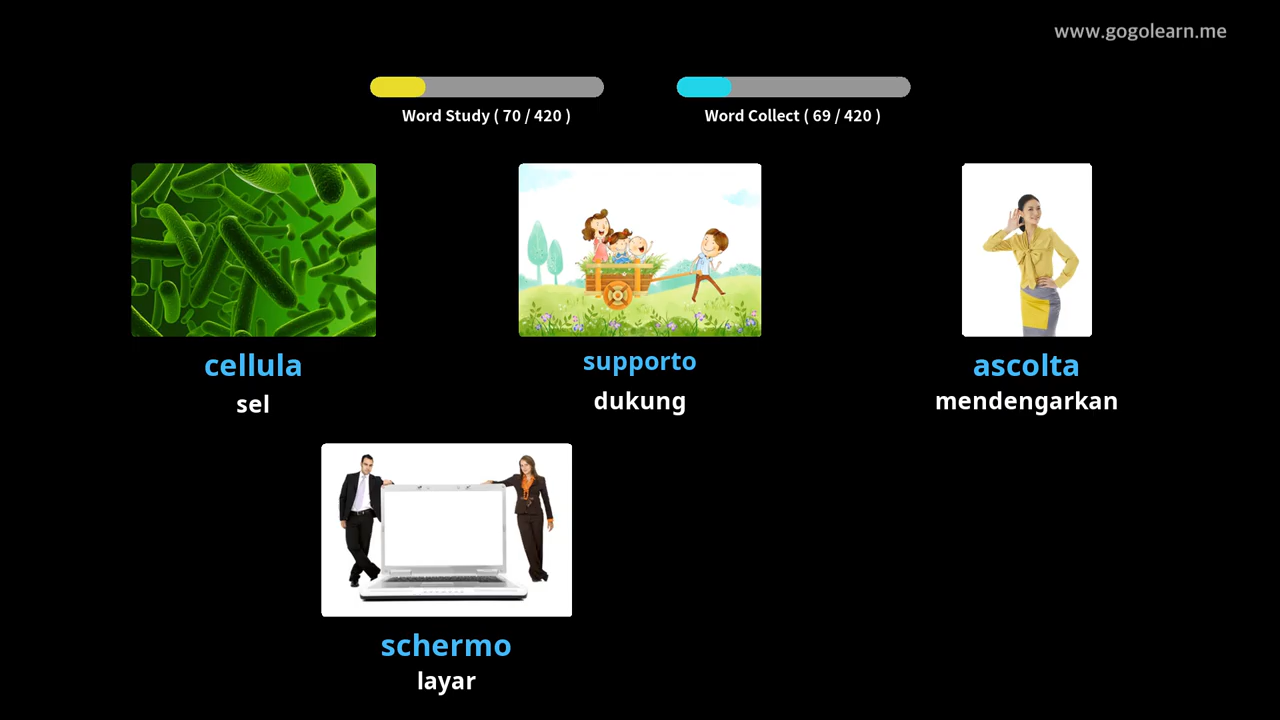 www.gogolearn.me
Word Study ( 70 / 420 )
Word Collect ( 69 / 420 )
cellula
sel
supporto
dukung
ascolta
mendengarkan
schermo
layar